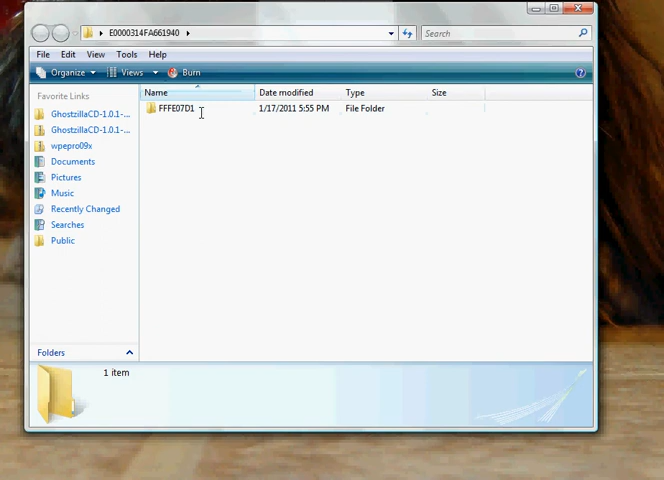 E0000314FA661940
Search
File Edit View Tools Help
Organize Views Burn
Favorite Links
GhostzillaCD-1.0.1-...
GhostzillaCD-1.0.1-...
wpepro09x
Documents
Pictures
Music
Recently Changed
Searches
Public
Folders
Name Date modified Type Size
FFFE07D1 1/17/2011 5:55 PM File Folder
1 item